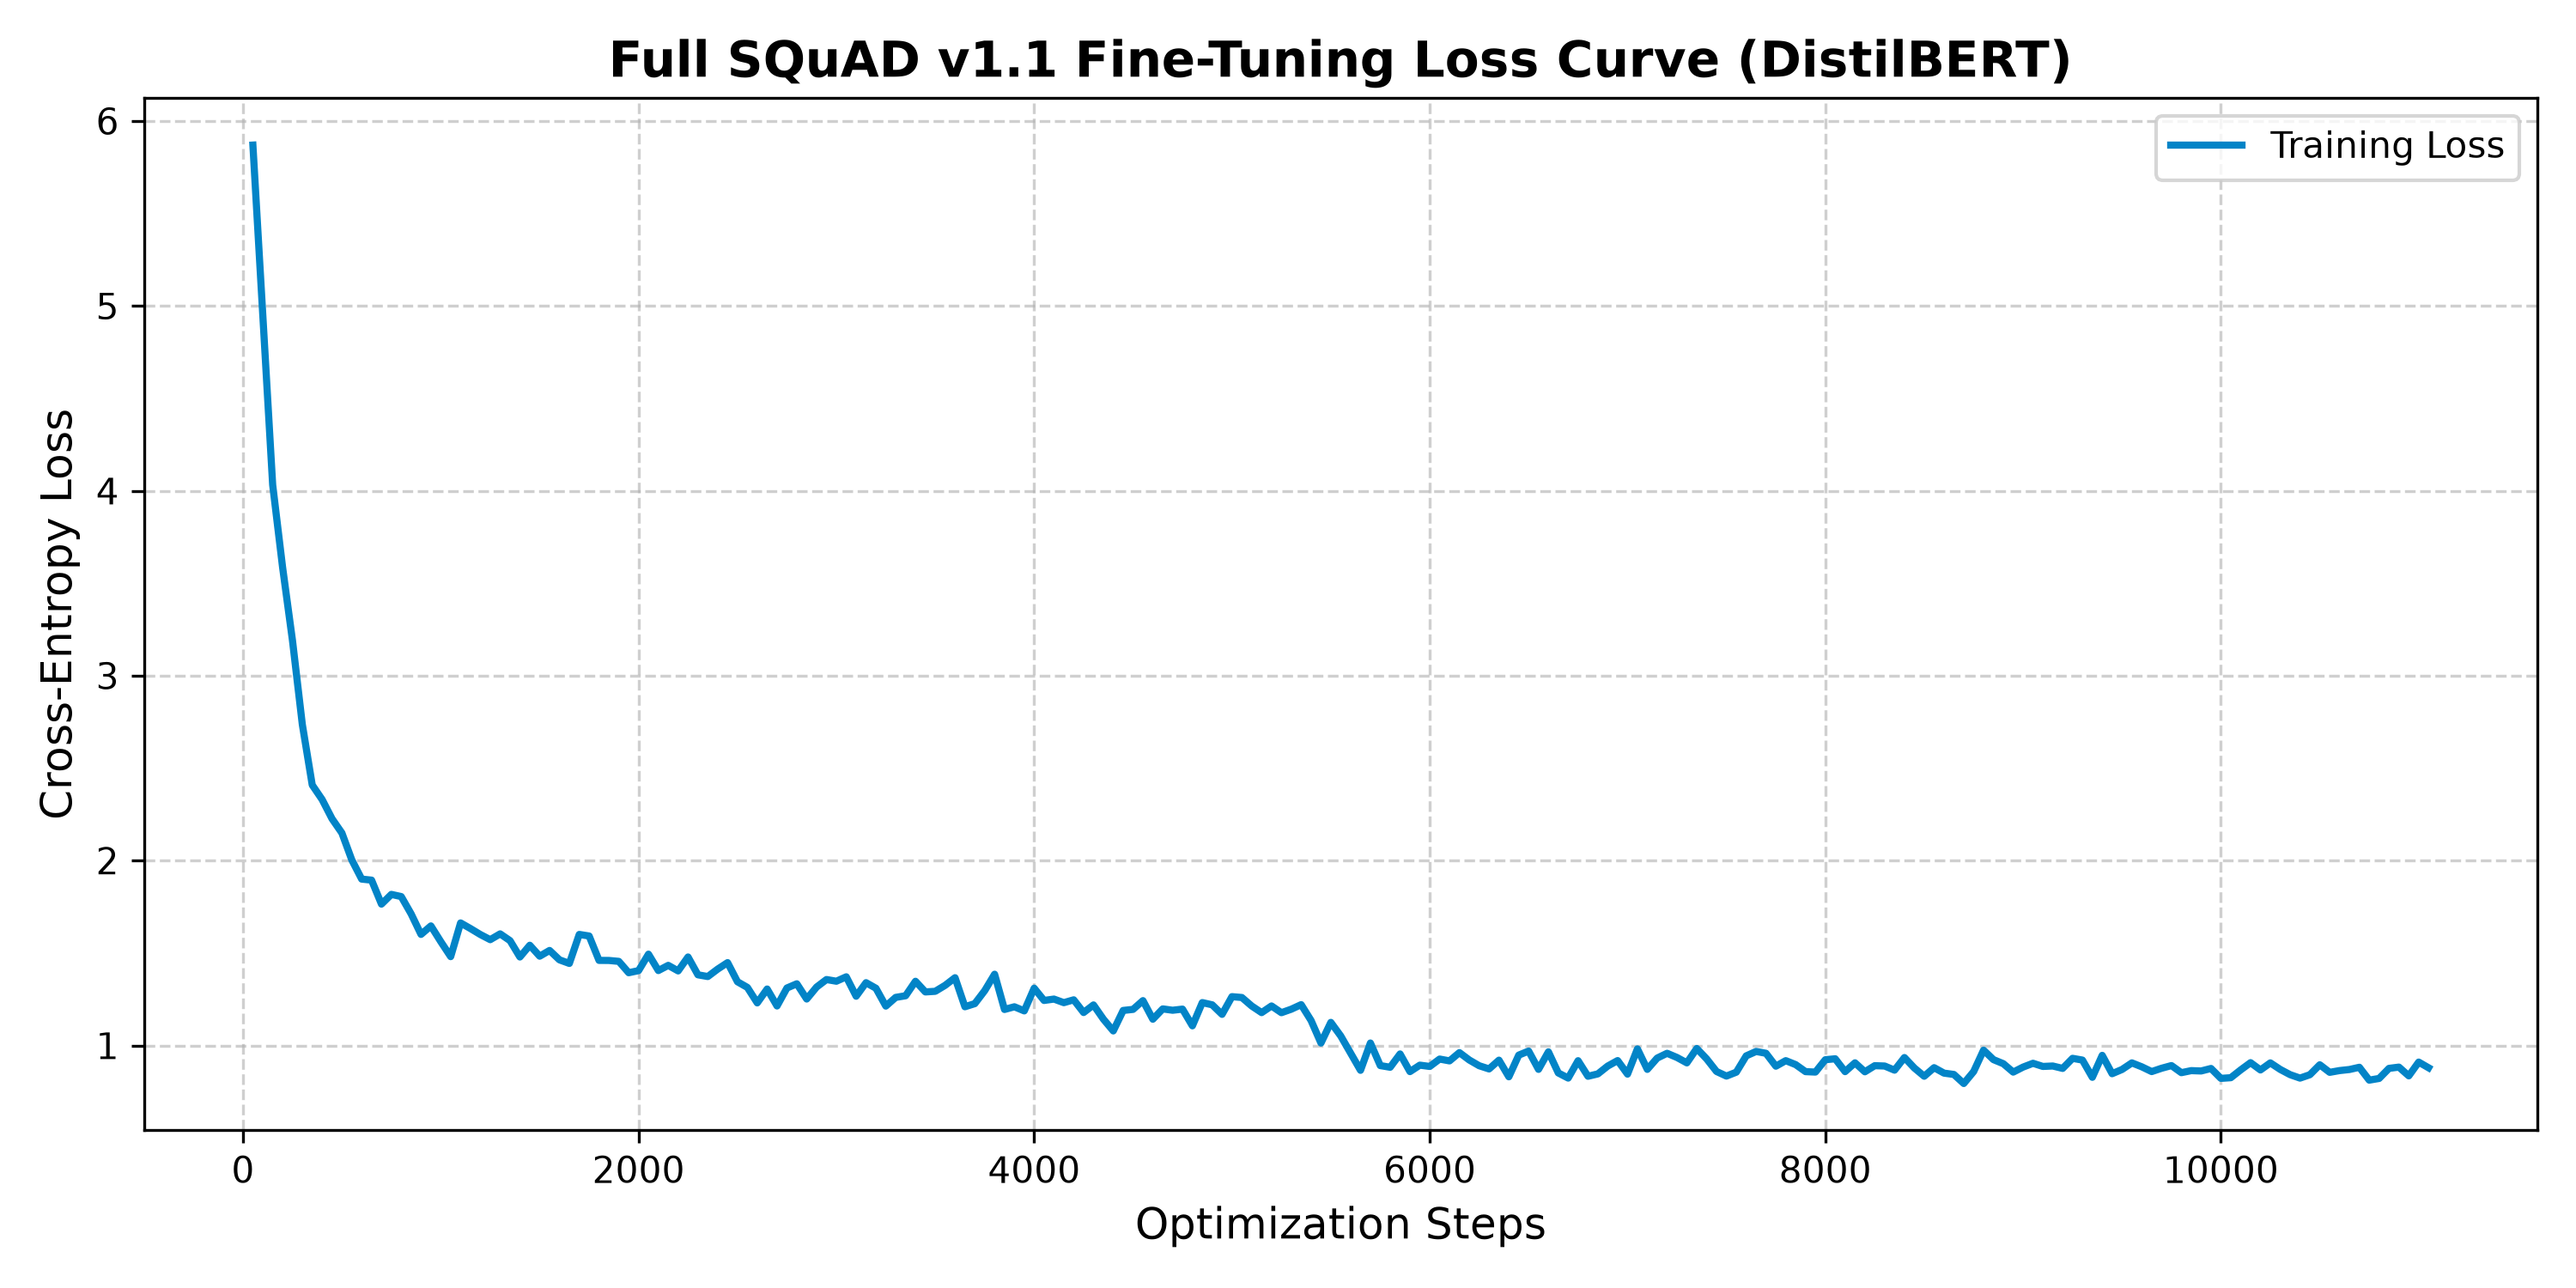 Full SQuAD v1.1 Fine-Tuning Loss Curve (DistilBERT)
Training Loss
Cross-Entropy Loss
6
5
4
3
2
1
0 2000 4000 6000 8000 10000
Optimization Steps